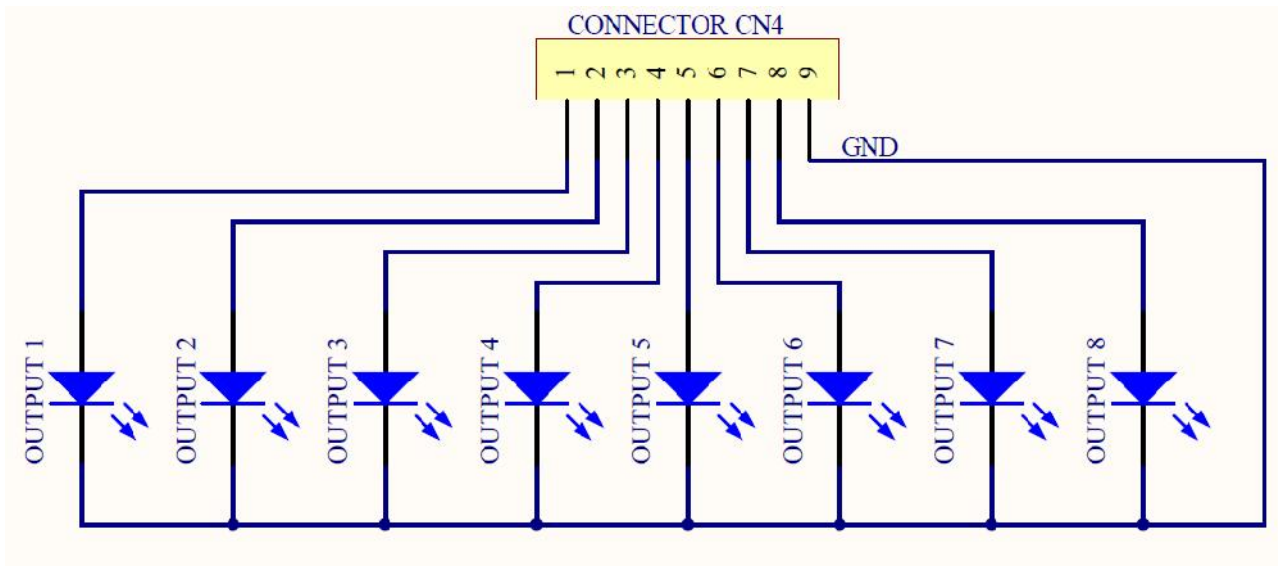 CONNECTOR CN4
1 2 3 4 5 6 7 8 9
GND
OUTPUT 1
OUTPUT 2
OUTPUT 3
OUTPUT 4
OUTPUT 5
OUTPUT 6
OUTPUT 7
OUTPUT 8